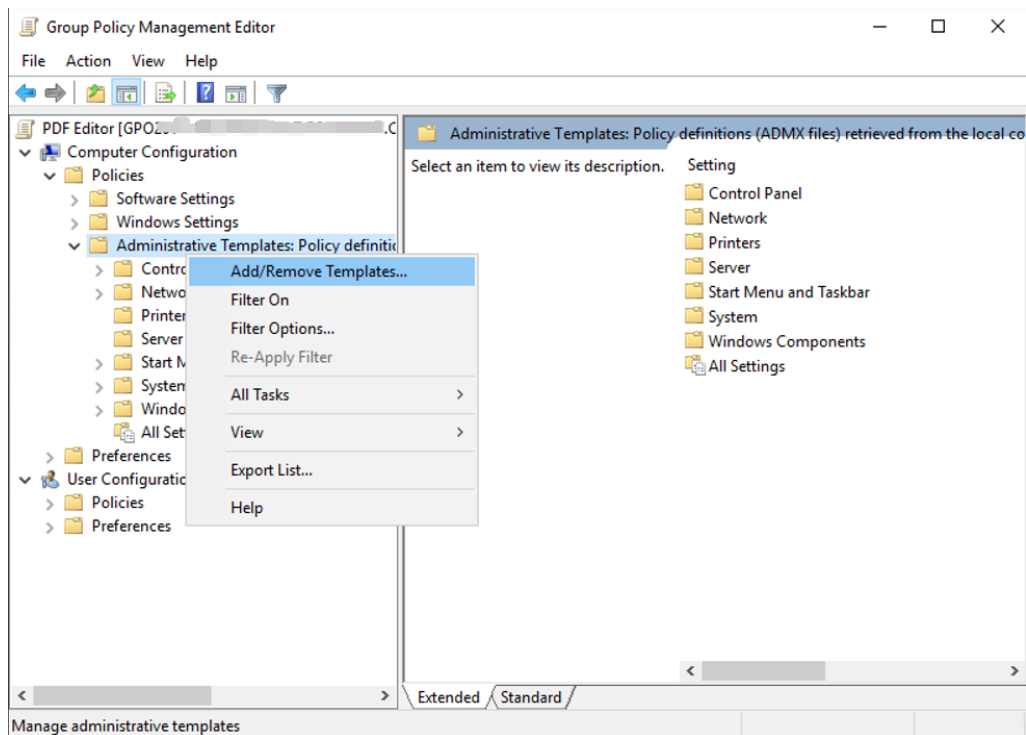 Group Policy Management Editor
File Action View Help
PDF Editor [GPO20
.C
Computer Configuration
Policies
Software Settings
Windows Settings
Administrative Templates: Policy definitio
Contro
Netwo
Printer
Server
Start M
System
Windo
All Set
Preferences
User Configuratio
Policies
Preferences
Add/Remove Templates...
Filter On
Filter Options...
Re-Apply Filter
All Tasks
View
Export List...
Help
Administrative Templates: Policy definitions (ADMX files) retrieved from the local co
Select an item to view its description.
Setting
Control Panel
Network
Printers
Server
Start Menu and Taskbar
System
Windows Components
All Settings
Extended Standard
Manage administrative templates